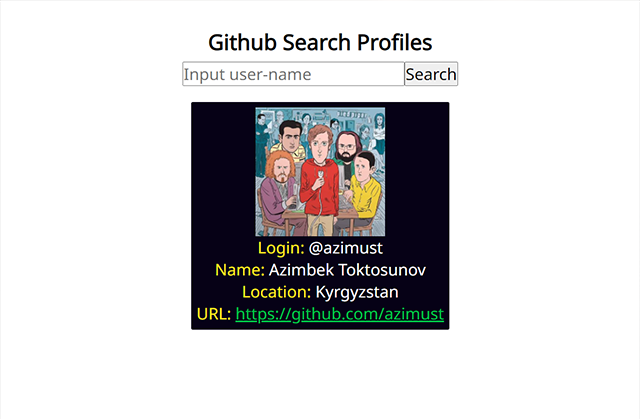 Github Search Profiles
Input user-name Search
Login: @azimust
Name: Azimbek Toktosunov
Location: Kyrgyzstan
URL: https://github.com/azimust